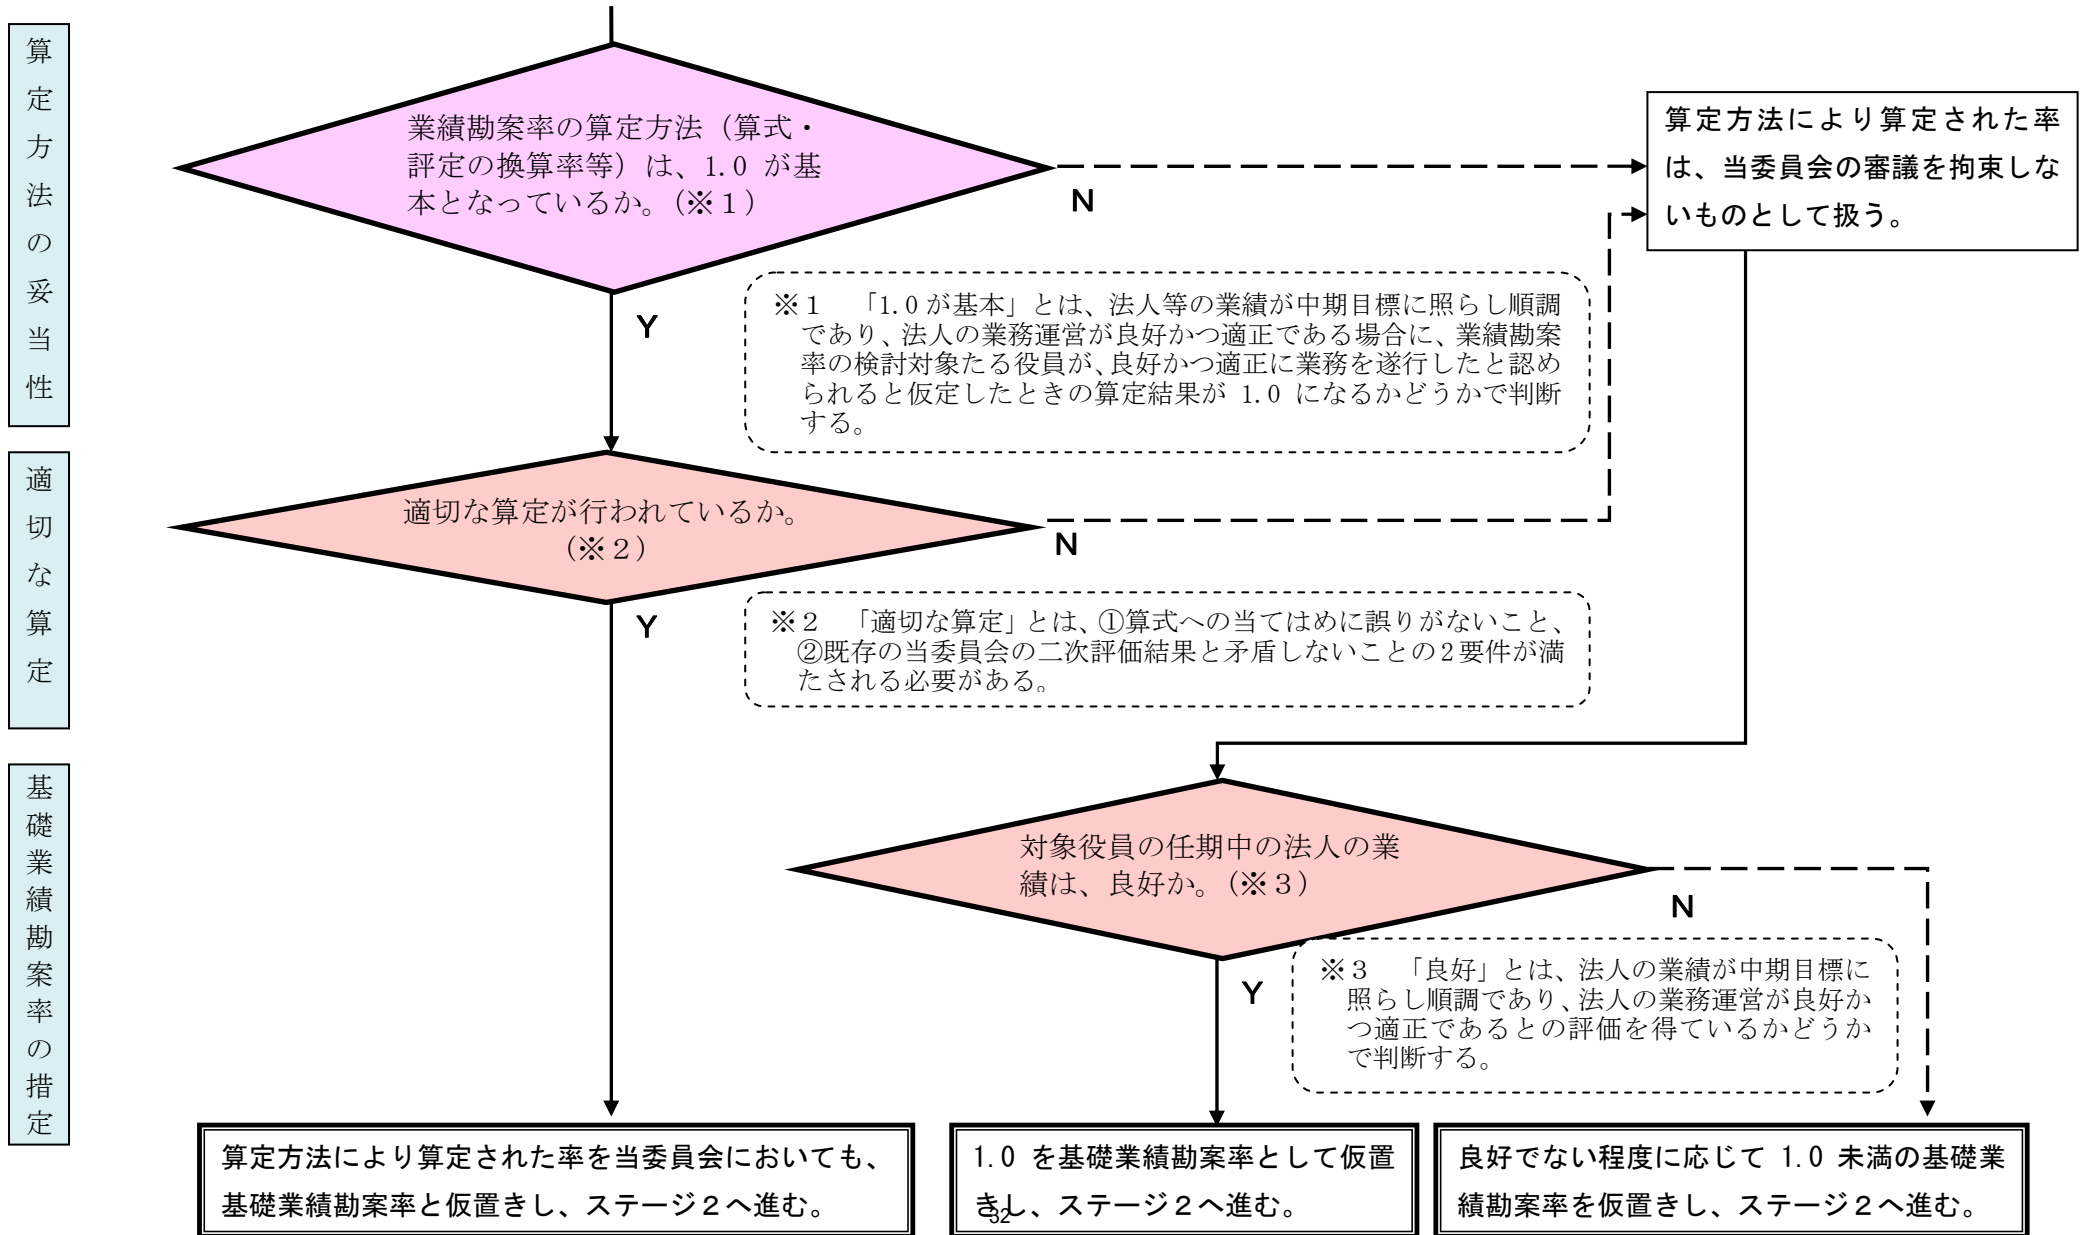 算定方法の妥当性
業績勘案率の算定方法（算式・
評定の換算率等）は、1.0 が基
本となっているか。（※１）
N
算定方法により算定された率
は、当委員会の審議を拘束しな
いものとして扱う。
Y
※１　「1.0 が基本」とは、法人等の業績が中期目標に照らし順調
であり、法人の業務運営が良好かつ適正である場合に、業績勘案
率の検討対象たる役員が、良好かつ適正に業務を遂行したと認め
られると仮定したときの算定結果が 1.0 になるかどうかで判断
する。
適切な算定
適切な算定が行われているか。
（※２）
N
Y
※２　「適切な算定」とは、①算式への当てはめに誤りがないこと、
②既存の当委員会の二次評価結果と矛盾しないことの２要件が満
たされる必要がある。
基礎業績勘案率の措定
対象役員の任期中の法人の業
績は、良好か。（※３）
N
Y
※３　「良好」とは、法人の業績が中期目標に
照らし順調であり、法人の業務運営が良好か
つ適正であるとの評価を得ているかどうか
で判断する。
算定方法により算定された率を当委員会においても、
基礎業績勘案率と仮置きし、ステージ２へ進む。
1.0 を基礎業績勘案率として仮置
きし、ステージ２へ進む。
良好でない程度に応じて 1.0 未満の基礎業
績勘案率を仮置きし、ステージ２へ進む。
32